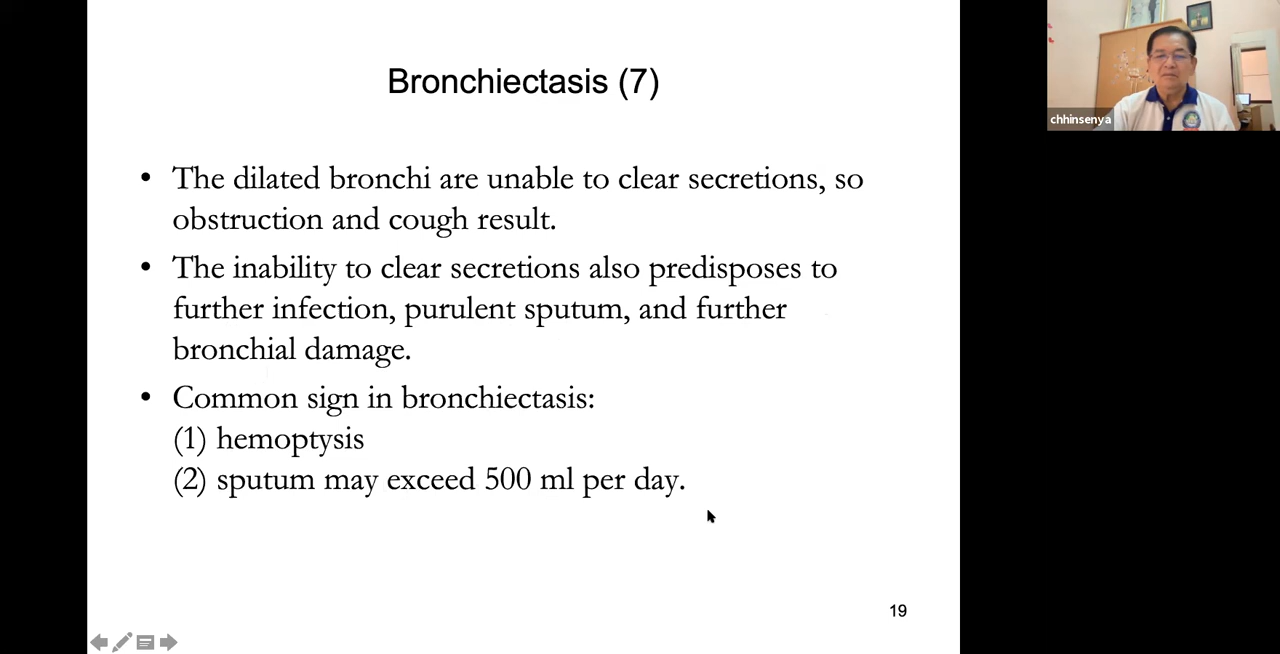 Bronchiectasis (7)
• The dilated bronchi are unable to clear secretions, so
obstruction and cough result.
• The inability to clear secretions also predisposes to
further infection, purulent sputum, and further
bronchial damage.
• Common sign in bronchiectasis:
(1) hemoptysis
(2) sputum may exceed 500 ml per day.
19
chhinsenya